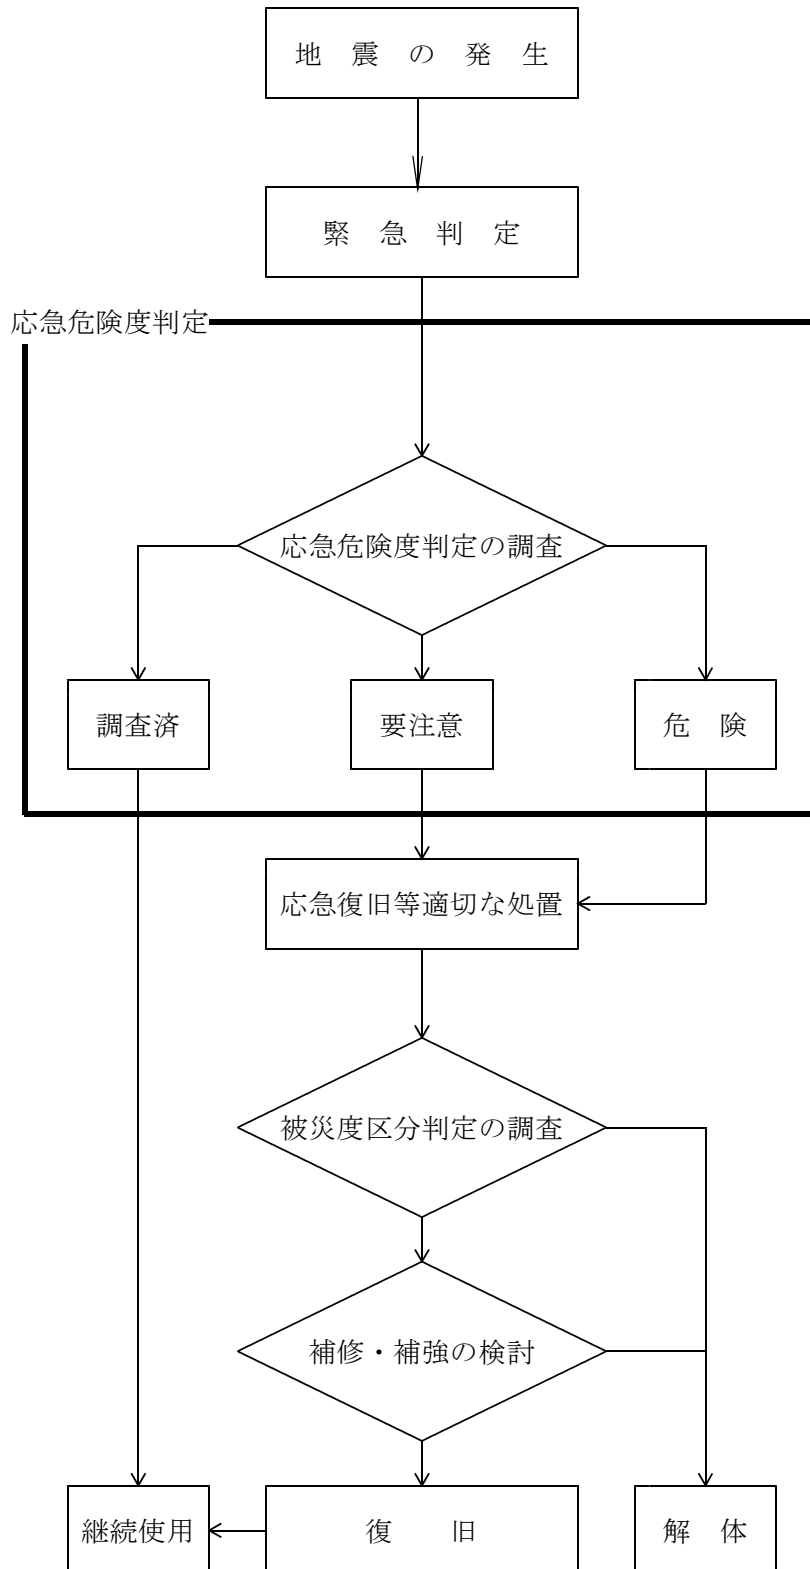 地　震　の　発　生
緊　急　判　定
応急危険度判定
応急危険度判定の調査
調査済
要注意
危　険
応急復旧等適切な処置
被災度区分判定の調査
補修・補強の検討
継続使用
復　　旧
解　体